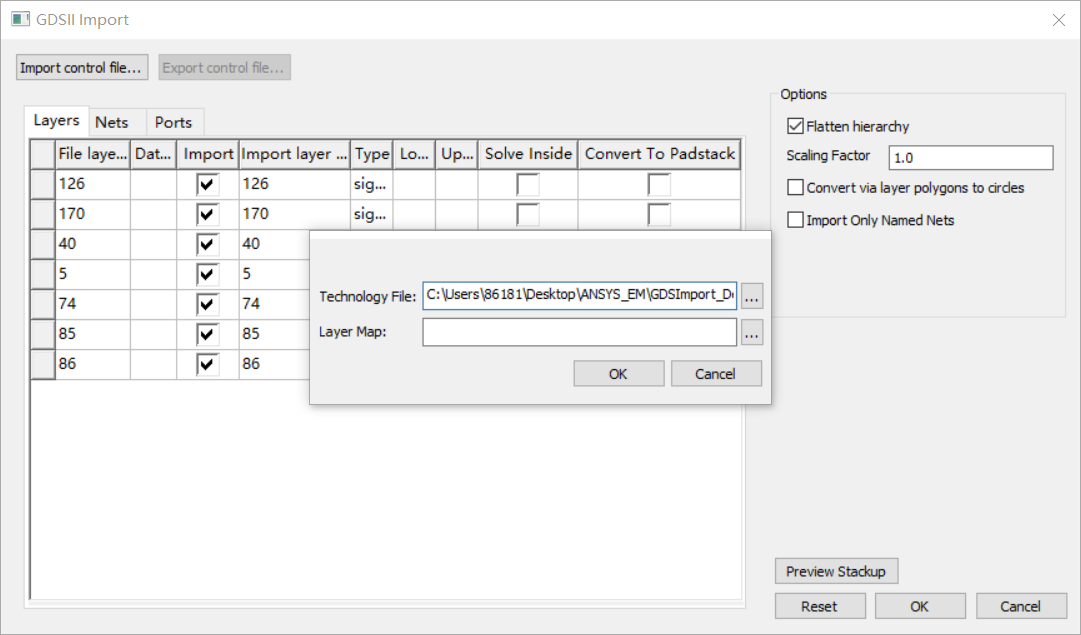 GDSII Import
Import control file... Export control file...
Layers Nets Ports
File laye... Dat... Import Import layer ... Type Lo... Up... Solve Inside Convert To Padstack
126 126 sig...
170 170 sig...
40 40
5 5
74 74
85 85
86 86
Technology File: C:\Users\86181\Desktop\ANSYS_EM\GDSImport_D ...
Layer Map: ...
OK Cancel
Options
Flatten hierarchy
Scaling Factor 1.0
Convert via layer polygons to circles
Import Only Named Nets
Preview Stackup
Reset OK Cancel